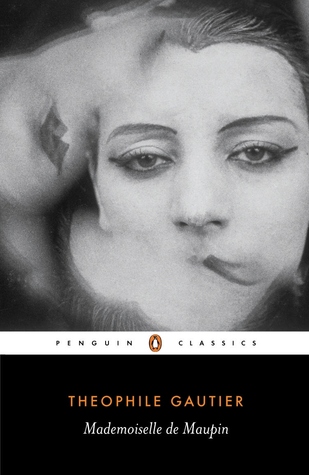 PENGUIN CLASSICS
THEOPHILE GAUTIER
Mademoiselle de Maupin